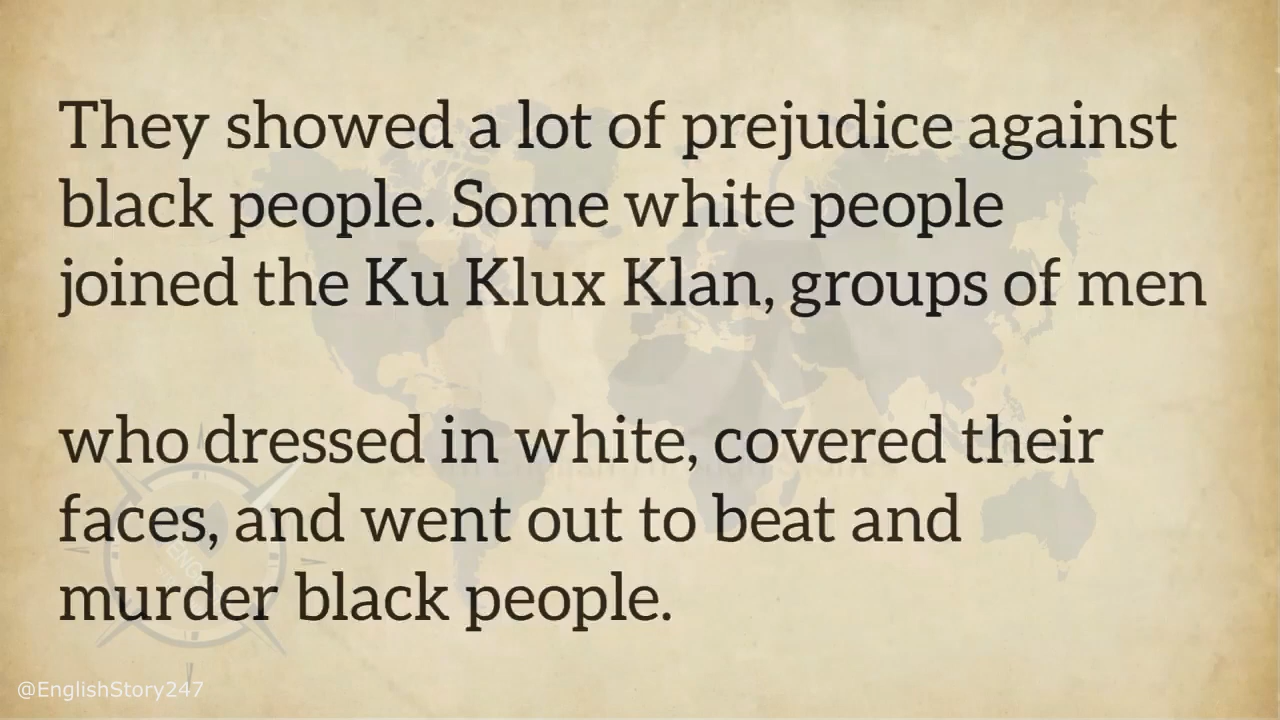 They showed a lot of prejudice against
black people. Some white people
joined the Ku Klux Klan, groups of men
who dressed in white, covered their
faces, and went out to beat and
murder black people.
@EnglishStory247